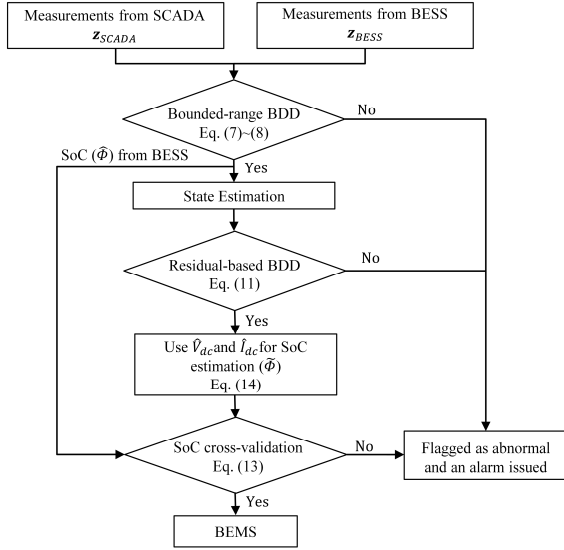 Measurements from SCADA
𝒛_SCADA
Measurements from BESS
𝒛_BESS
Bounded-range BDD
Eq. (7)~(8)
No
SoC (Φ̂) from BESS
Yes
State Estimation
Residual-based BDD
Eq. (11)
No
Yes
Use V̂_dc and Î_dc for SoC
estimation (Φ̃)
Eq. (14)
SoC cross-validation
Eq. (13)
No
Flagged as abnormal
and an alarm issued
Yes
BEMS